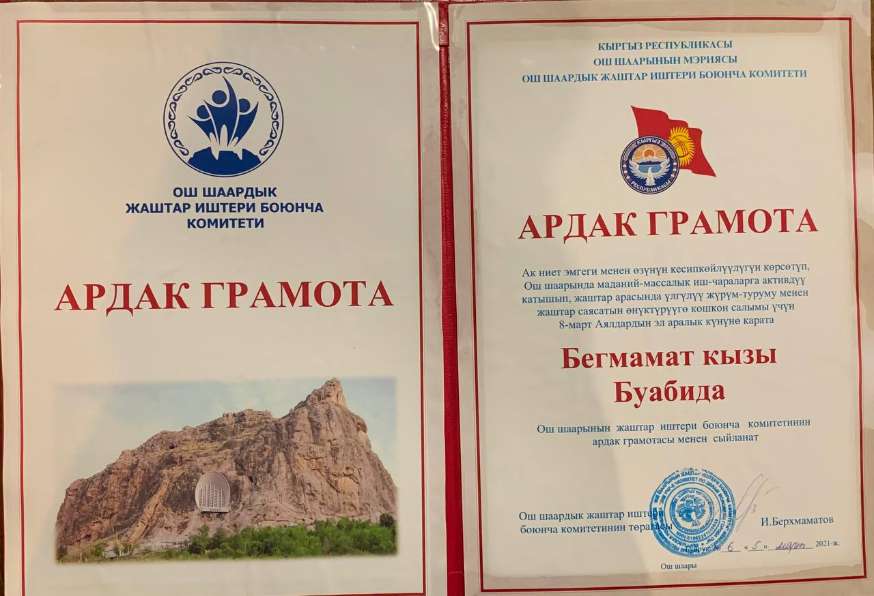 ОШ ШААРДЫК
ЖАШТАР ИШТЕРИ БОЮНЧА
КОМИТЕТИ
АРДАК ГРАМОТА
КЫРГЫЗ РЕСПУБЛИКАСЫ
ОШ ШААРЫНЫН МЭРИЯСЫ
ОШ ШААРДЫК ЖАШТАР ИШТЕРИ БОЮНЧА КОМИТЕТИ
РЕСПУБЛИКАСЫ
АРДАК ГРАМОТА
Ак ниет эмгеги менен өзүнүн кесипкөйлүүлүгүн көрсөтүп,
Ош шаарында маданий-массалык иш-чараларга активдүү
катышып, жаштар арасында үлгүлүү жүрүм-туруму менен
жаштар саясатын өнүктүрүүгө кошкон салымы үчүн
8-март Аялдардын эл аралык күнүнө карата
Бегмамат кызы
Буабида
Ош шаарынын жаштар иштери боюнча комитетинин
ардак грамотасы менен сыйланат
Ош шаардык жаштар иштери
боюнча комитетинин төрагасы
И.Берхмаматов
6 «5» март 2021-ж.
Ош шаары